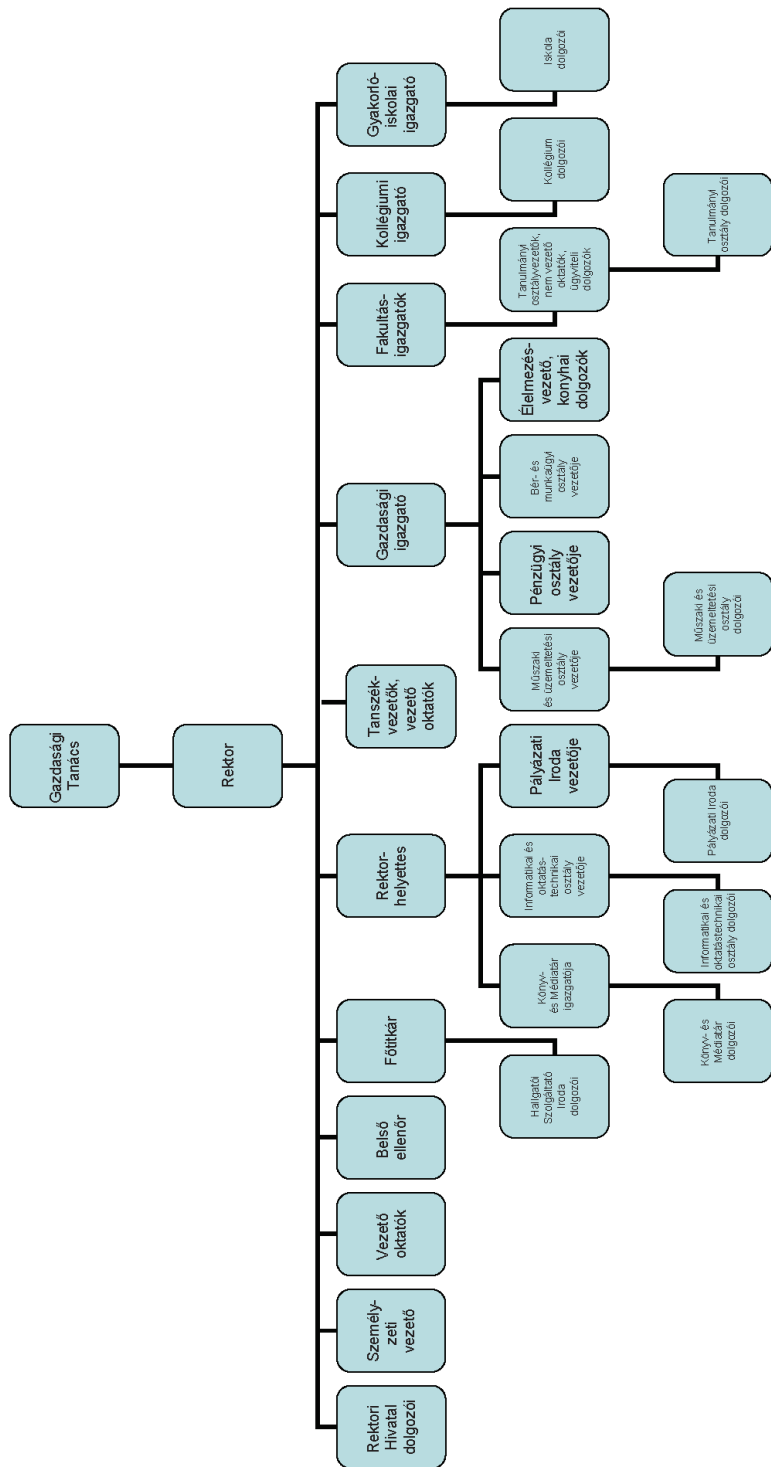 Gazdasági
Tanács
Rektor
Rektori
Hivatal
dolgozói
Személy-
zeti
vezető
Vezető
oktatók
Belső
ellenőr
Főtitkár
Rektor-
helyettes
Tanszék-
vezetők,
vezető
oktatók
Gazdasági
igazgató
Fakultás-
igazgatók
Kollégiumi
igazgató
Gyakorló-
iskolai
igazgató
Hallgatói
Szolgáltató
Iroda
dolgozói
Könyv-
és Médiatár
igazgatója
Informatikai és
oktatás-
technikai
osztály
vezetője
Pályázati
Iroda
vezetője
Műszaki
és üzemeltetési
osztály
vezetője
Pénzügyi
osztály
vezetője
Bér- és
munkaügyi
osztály
vezetője
Élelmezés-
vezető,
konyhai
dolgozók
Tanulmányi
osztályvezetők,
nem vezető
oktatók,
ügyviteli
dolgozók
Kollégium
dolgozói
Iskola
dolgozói
Könyv- és
Médiatár
dolgozói
Informatikai és
oktatástechnikai
osztály dolgozói
Pályázati Iroda
dolgozói
Műszaki és
üzemeltetési
osztály
dolgozói
Tanulmányi
osztály dolgozói